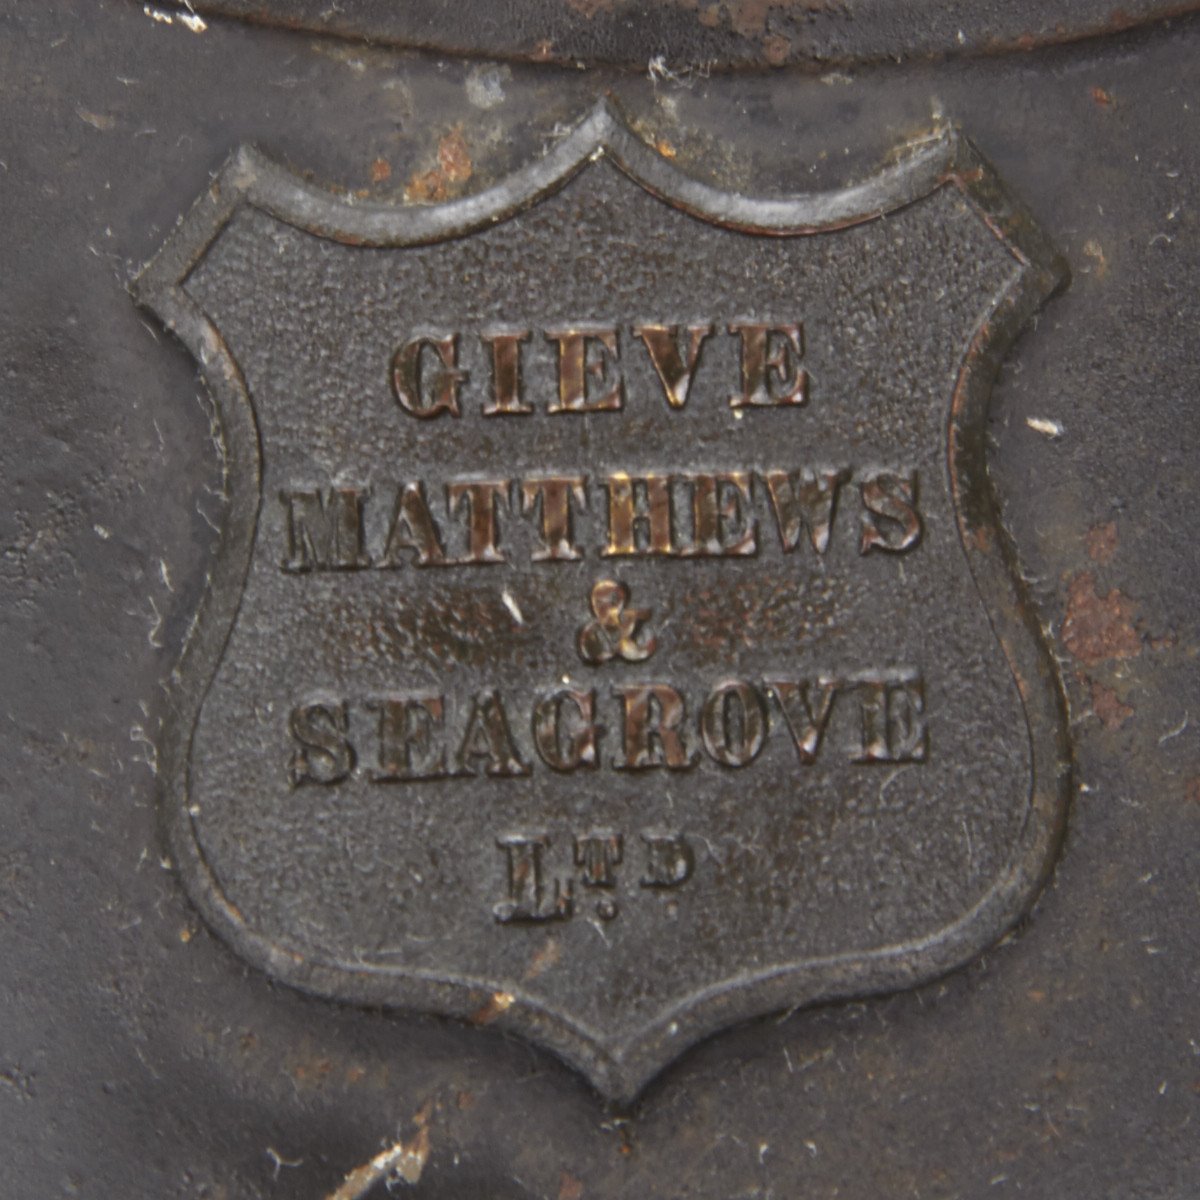 GIEVE
MATTHEWS
&
SEAGROVE
LTD